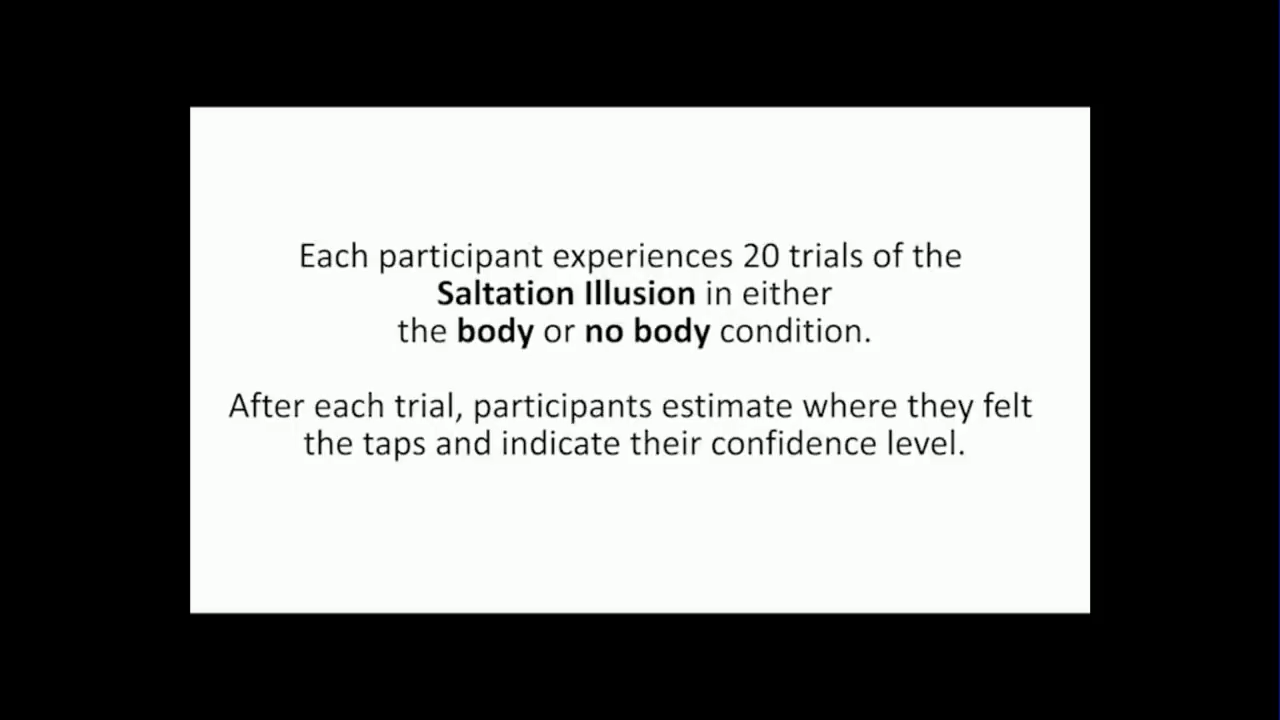 Each participant experiences 20 trials of the
Saltation Illusion in either
the body or no body condition.
After each trial, participants estimate where they felt
the taps and indicate their confidence level.